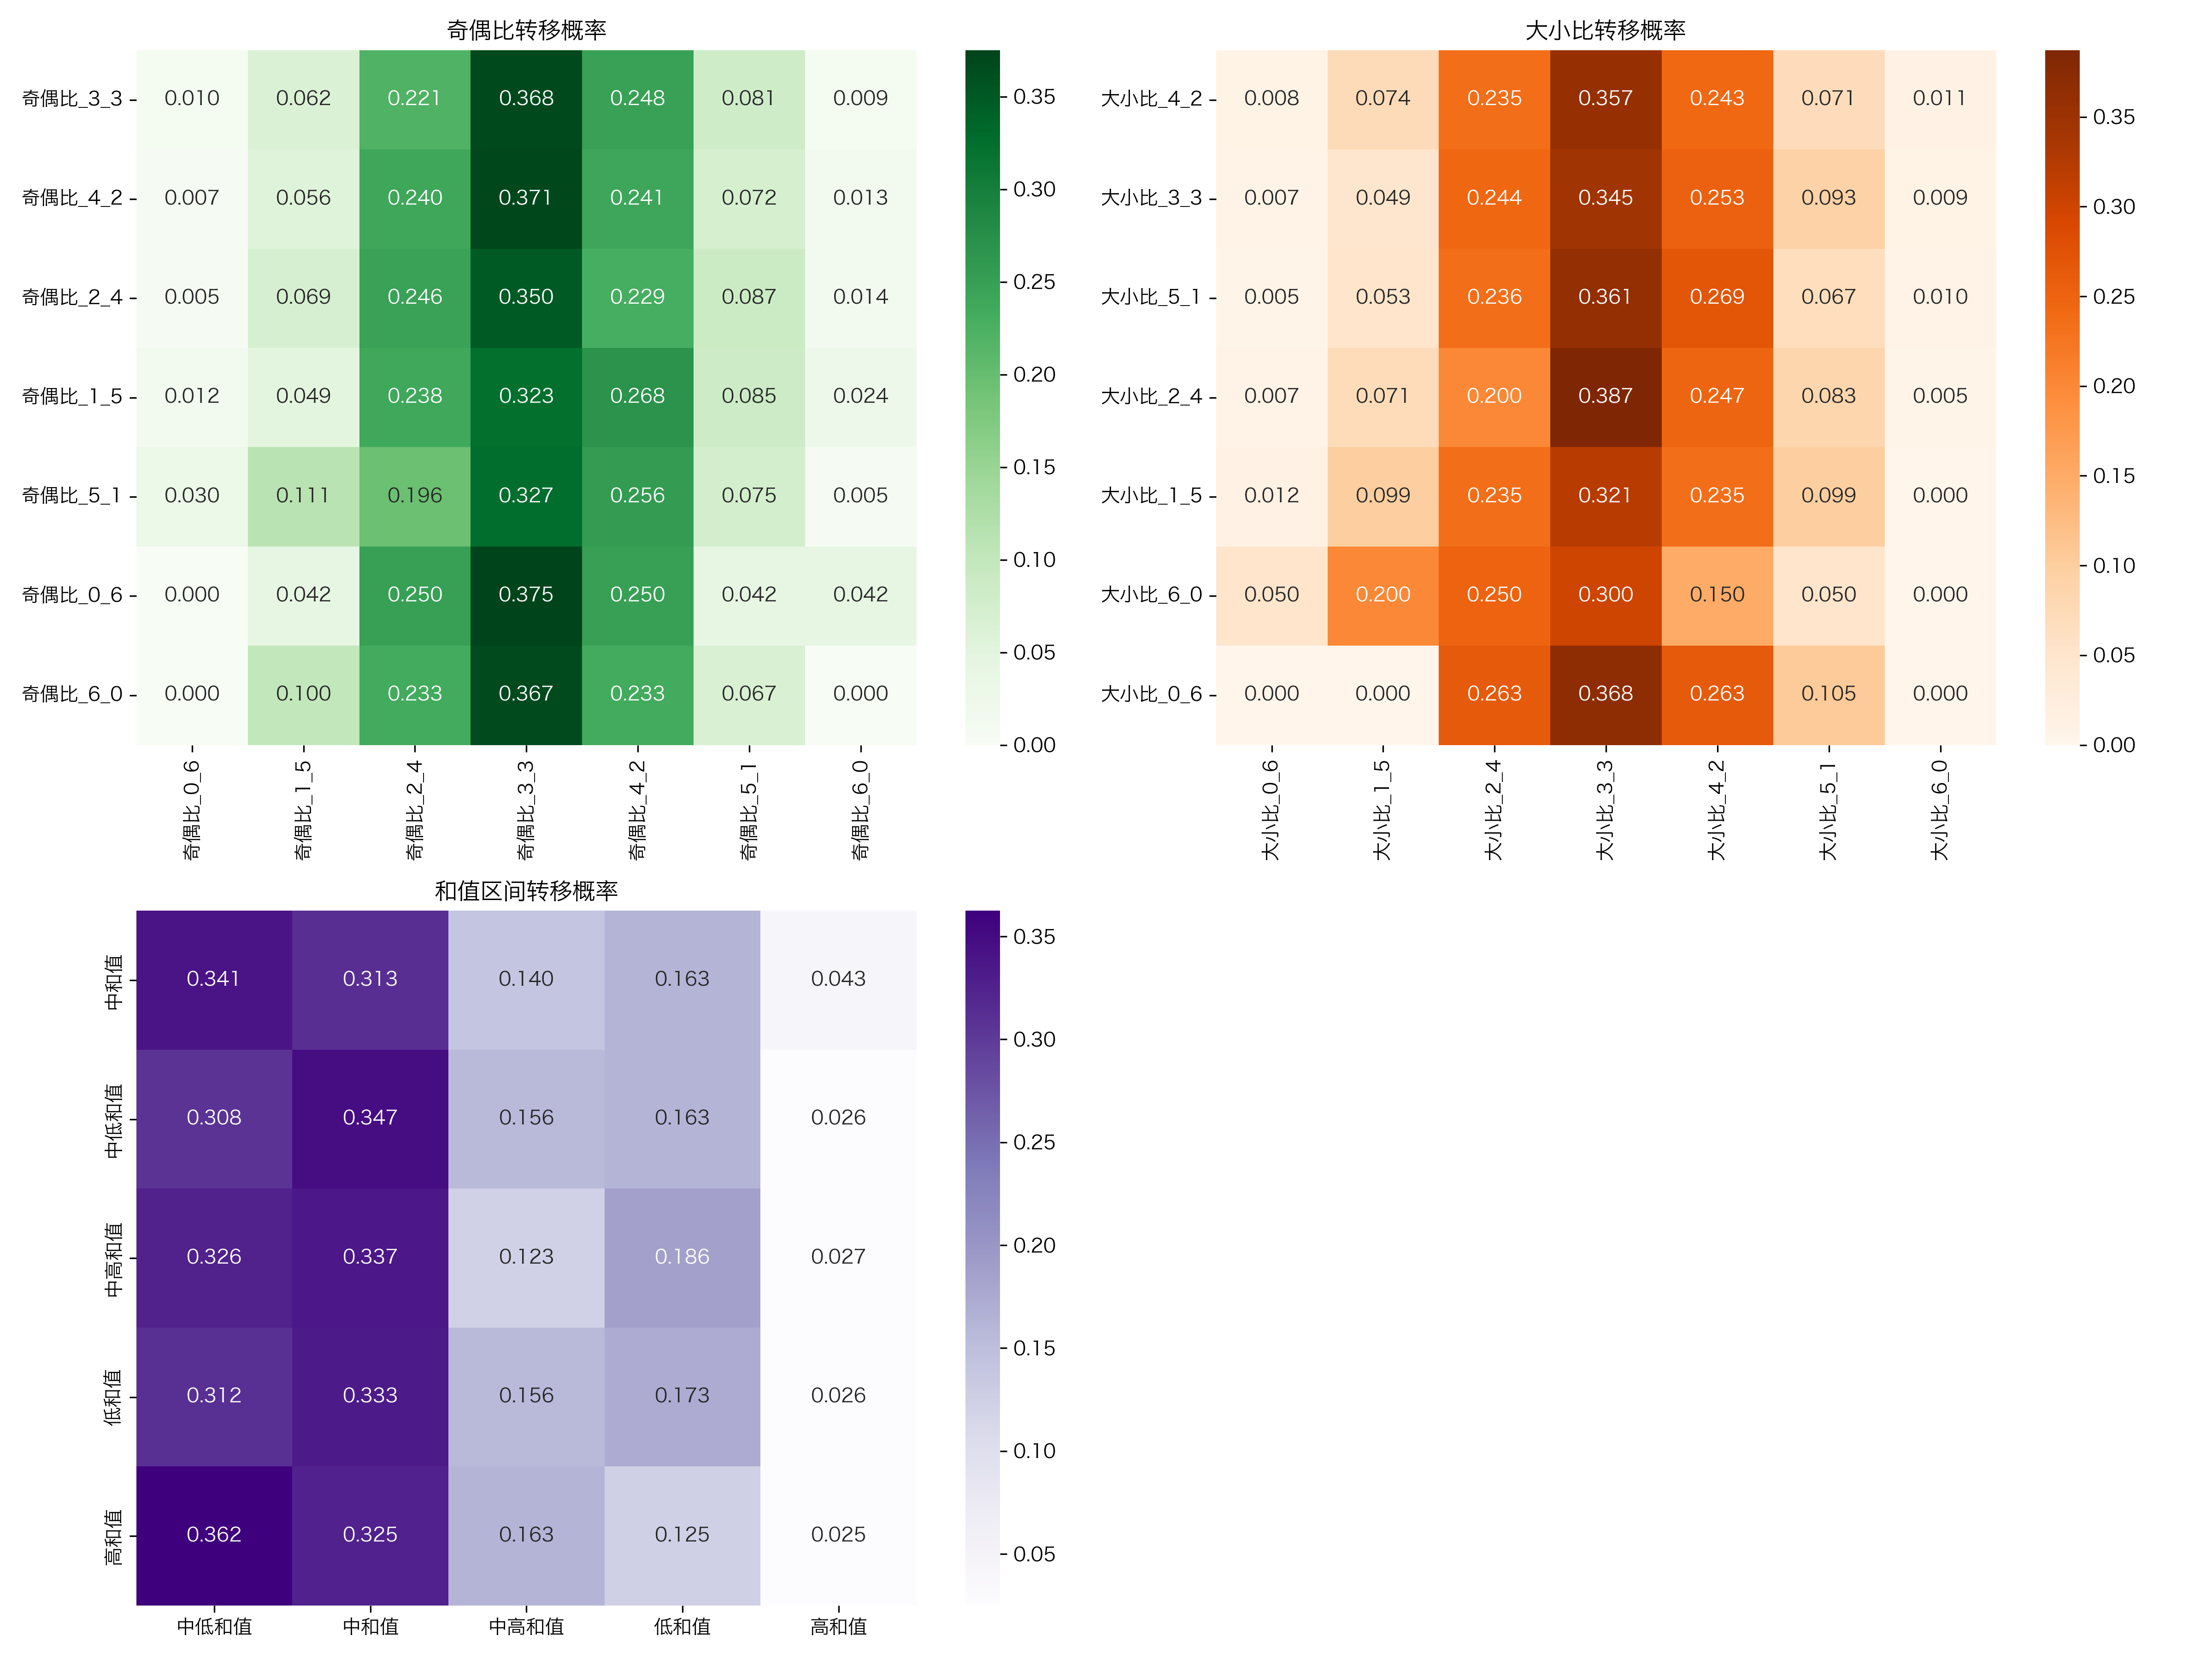 奇偶比转移概率
奇偶比_3_3 0.010 0.062 0.221 0.368 0.248 0.081 0.009
奇偶比_4_2 0.007 0.056 0.240 0.371 0.241 0.072 0.013
奇偶比_2_4 0.005 0.069 0.246 0.350 0.229 0.087 0.014
奇偶比_1_5 0.012 0.049 0.238 0.323 0.268 0.085 0.024
奇偶比_5_1 0.030 0.111 0.196 0.327 0.256 0.075 0.005
奇偶比_0_6 0.000 0.042 0.250 0.375 0.250 0.042 0.042
奇偶比_6_0 0.000 0.100 0.233 0.367 0.233 0.067 0.000
奇偶比_0_6 奇偶比_1_5 奇偶比_2_4 奇偶比_3_3 奇偶比_4_2 奇偶比_5_1 奇偶比_6_0
0.35
0.30
0.25
0.20
0.15
0.10
0.05
0.00
大小比转移概率
大小比_4_2 0.008 0.074 0.235 0.357 0.243 0.071 0.011
大小比_3_3 0.007 0.049 0.244 0.345 0.253 0.093 0.009
大小比_5_1 0.005 0.053 0.236 0.361 0.269 0.067 0.010
大小比_2_4 0.007 0.071 0.200 0.387 0.247 0.083 0.005
大小比_1_5 0.012 0.099 0.235 0.321 0.235 0.099 0.000
大小比_6_0 0.050 0.200 0.250 0.300 0.150 0.050 0.000
大小比_0_6 0.000 0.000 0.263 0.368 0.263 0.105 0.000
大小比_0_6 大小比_1_5 大小比_2_4 大小比_3_3 大小比_4_2 大小比_5_1 大小比_6_0
0.35
0.30
0.25
0.20
0.15
0.10
0.05
0.00
和值区间转移概率
中和值 0.341 0.313 0.140 0.163 0.043
中低和值 0.308 0.347 0.156 0.163 0.026
中高和值 0.326 0.337 0.123 0.186 0.027
低和值 0.312 0.333 0.156 0.173 0.026
高和值 0.362 0.325 0.163 0.125 0.025
中低和值 中和值 中高和值 低和值 高和值
0.35
0.30
0.25
0.20
0.15
0.10
0.05